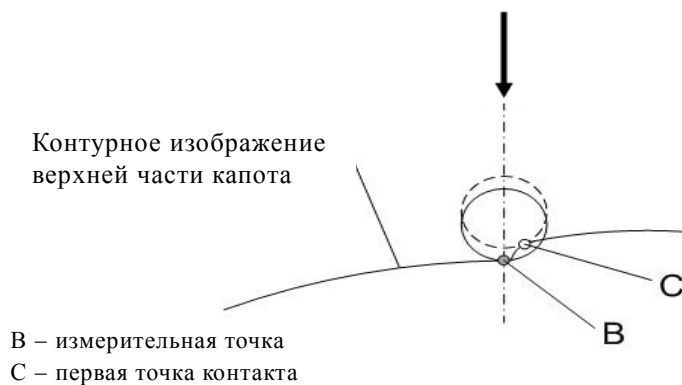 Контурное изображение
верхней части капота
C
B
B – измерительная точка
C – первая точка контакта